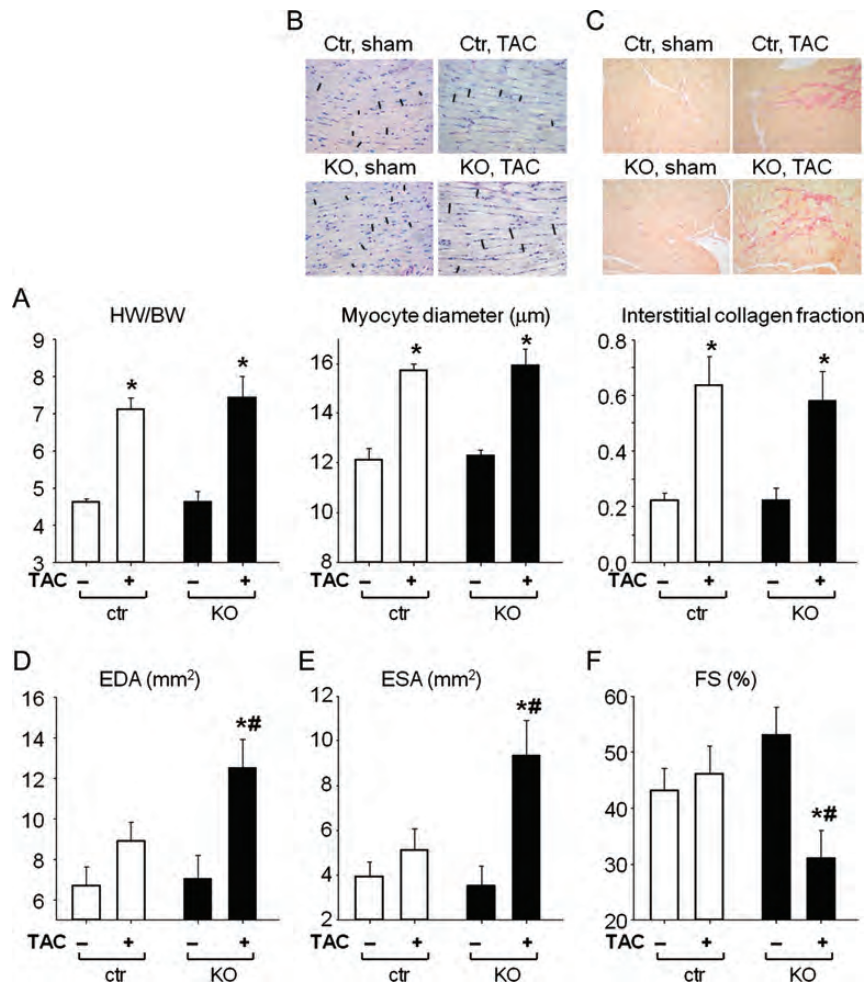 B
C
Ctr, sham
Ctr, TAC
Ctr, sham
Ctr, TAC
KO, sham
KO, TAC
KO, sham
KO, TAC
A
HW/BW
Myocyte diameter (μm)
Interstitial collagen fraction
9
8
7
6
5
4
3
*
*
TAC – + – +
ctr KO
16
14
12
10
8
*
*
TAC – + – +
ctr KO
0.8
0.6
0.4
0.2
0.0
*
*
TAC – + – +
ctr KO
D
EDA (mm²)
16
14
12
10
8
6
*#
TAC – + – +
ctr KO
E
ESA (mm²)
12
10
8
6
4
2
*#
TAC – + – +
ctr KO
F
FS (%)
60
50
40
30
20
*#
TAC – + – +
ctr KO